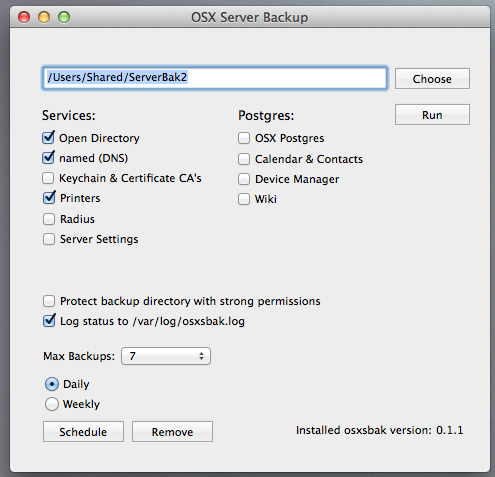 OSX Server Backup
/Users/Shared/ServerBak2
Choose
Services:
Postgres:
Run
Open Directory
OSX Postgres
named (DNS)
Calendar & Contacts
Keychain & Certificate CA's
Device Manager
Printers
Wiki
Radius
Server Settings
Protect backup directory with strong permissions
Log status to /var/log/osxsbak.log
Max Backups: 7
Daily
Weekly
Schedule
Remove
Installed osxsbak version: 0.1.1